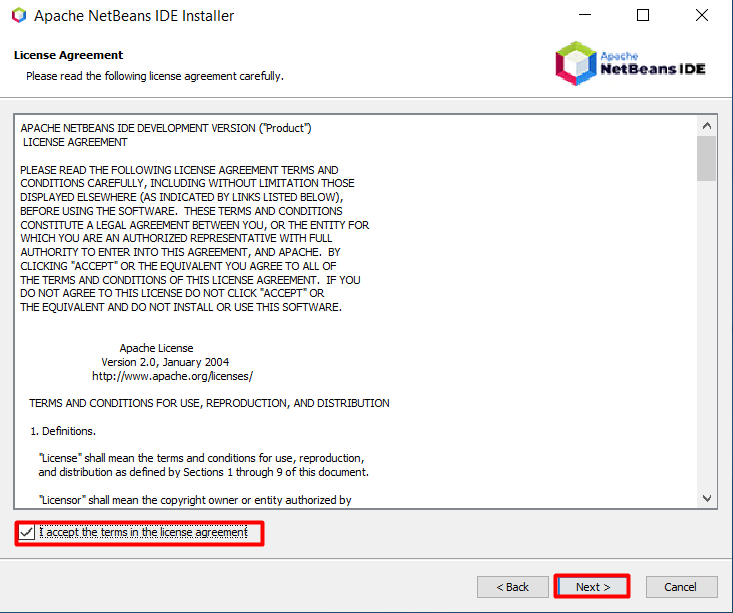 Apache NetBeans IDE Installer
License Agreement
Please read the following license agreement carefully.
Apache
NetBeans IDE
APACHE NETBEANS IDE DEVELOPMENT VERSION ("Product")
LICENSE AGREEMENT
PLEASE READ THE FOLLOWING LICENSE AGREEMENT TERMS AND
CONDITIONS CAREFULLY, INCLUDING WITHOUT LIMITATION THOSE
DISPLAYED ELSEWHERE (AS INDICATED BY LINKS LISTED BELOW),
BEFORE USING THE SOFTWARE.  THESE TERMS AND CONDITIONS
CONSTITUTE A LEGAL AGREEMENT BETWEEN YOU, OR THE ENTITY FOR
WHICH YOU ARE AN AUTHORIZED REPRESENTATIVE WITH FULL
AUTHORITY TO ENTER INTO THIS AGREEMENT, AND APACHE.  BY
CLICKING "ACCEPT" OR THE EQUIVALENT YOU AGREE TO ALL OF
THE TERMS AND CONDITIONS OF THIS LICENSE AGREEMENT.  IF YOU
DO NOT AGREE TO THIS LICENSE DO NOT CLICK "ACCEPT" OR
THE EQUIVALENT AND DO NOT INSTALL OR USE THIS SOFTWARE.
Apache License
Version 2.0, January 2004
http://www.apache.org/licenses/
TERMS AND CONDITIONS FOR USE, REPRODUCTION, AND DISTRIBUTION
1. Definitions.
"License" shall mean the terms and conditions for use, reproduction,
and distribution as defined by Sections 1 through 9 of this document.
"Licensor" shall mean the copyright owner or entity authorized by
I accept the terms in the license agreement
< Back
Next >
Cancel